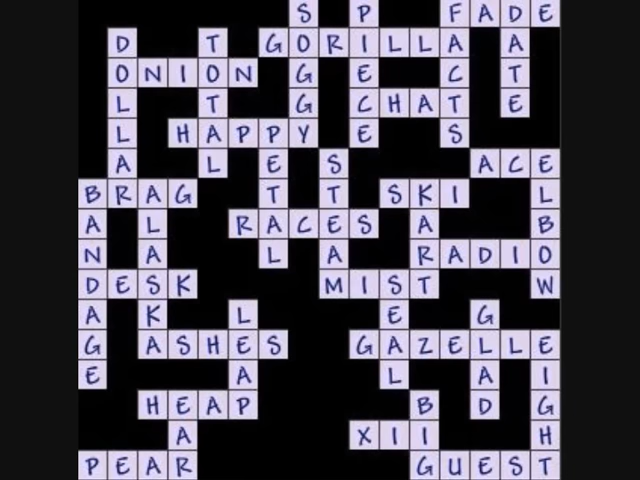 S P FADE
D T GORILLA A
ONION G E C T
L T G CHAT E
L HAPPY E S
A L E S ACE
BRAG T T SKI L
A L RACES A B
N A L A RADIO
DESK MIST W
A K L E G
G ASHES GAZELLE
E A L A I
HEAP B D G
A XII H
PEAR GUEST